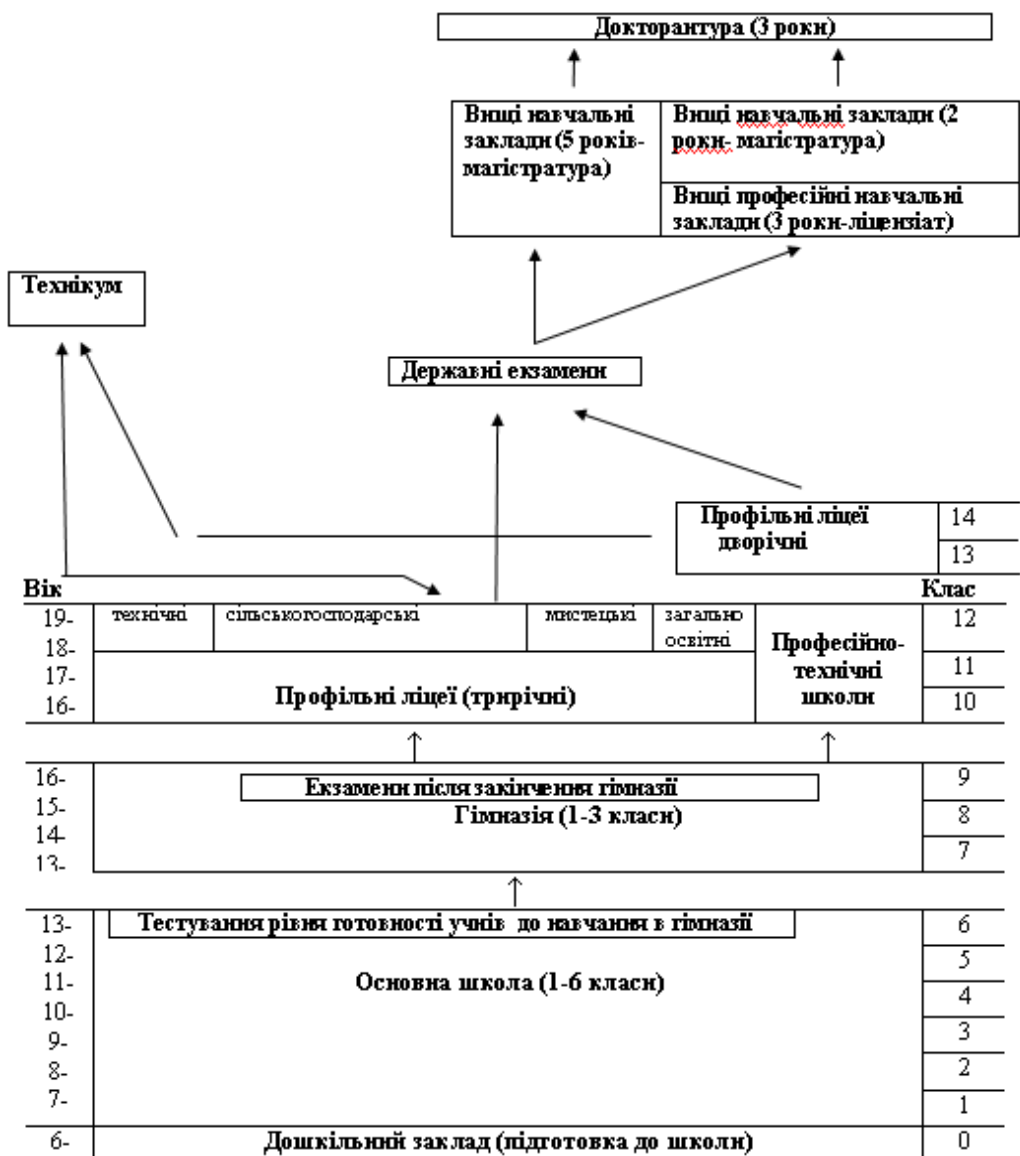 Докторантура (3 роки)
Вищі навчальні
заклади (5 років-
магістратура)
Вищі навчальні заклади (2
роки- магістратура)
Вищі професійні навчальні
заклади (3 роки-ліцензіат)
Технікум
Державні екзамени
Профільні ліцеї
дворічні
14
13
Вік
Клас
19-
18-
17-
16-
технічні
сільськогосподарські
мистецькі
загально
освітні
Профільні ліцеї (трирічні)
Професійно-
технічні
школи
12
11
10
16-
15-
14-
13-
Екзамени після закінчення гімназії
Гімназія (1-3 класи)
9
8
7
13-
12-
11-
10-
9-
8-
7-
Тестування рівня готовності учнів до навчання в гімназії
Основна школа (1-6 класи)
6
5
4
3
2
1
6-
Дошкільний заклад (підготовка до школи)
0